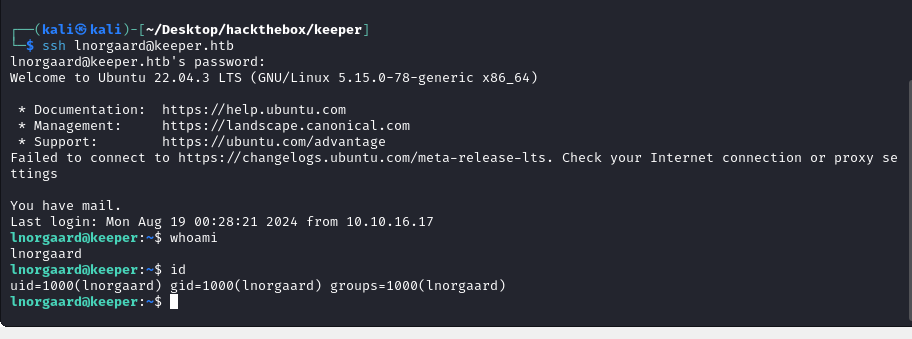 ┌──(kali㉿kali)-[~/Desktop/hackthebox/keeper]
└─$ ssh lnorgaard@keeper.htb
lnorgaard@keeper.htb's password:
Welcome to Ubuntu 22.04.3 LTS (GNU/Linux 5.15.0-78-generic x86_64)
* Documentation:  https://help.ubuntu.com
* Management:     https://landscape.canonical.com
* Support:        https://ubuntu.com/advantage
Failed to connect to https://changelogs.ubuntu.com/meta-release-lts. Check your Internet connection or proxy se
ttings
You have mail.
Last login: Mon Aug 19 00:28:21 2024 from 10.10.16.17
lnorgaard@keeper:~$ whoami
lnorgaard
lnorgaard@keeper:~$ id
uid=1000(lnorgaard) gid=1000(lnorgaard) groups=1000(lnorgaard)
lnorgaard@keeper:~$